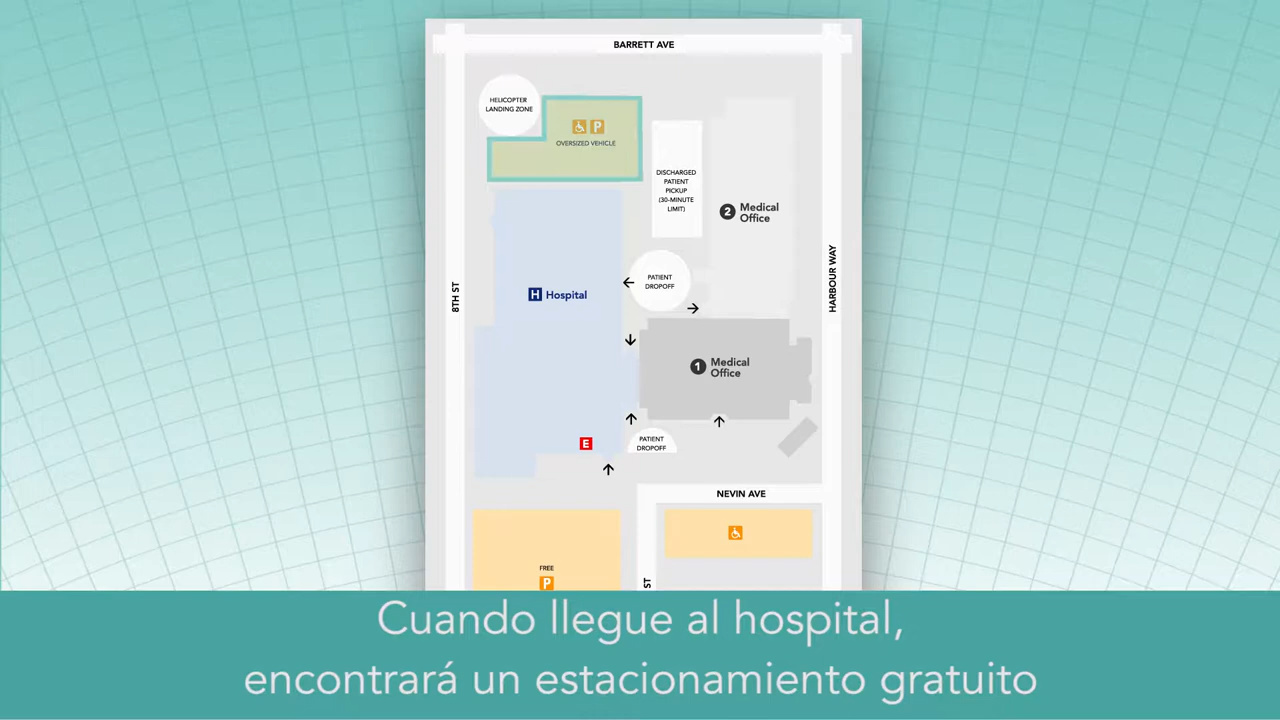 BARRETT AVE
HELICOPTER
LANDING ZONE
P
OVERSIZED VEHICLE
DISCHARGED
PATIENT
PICKUP
(30-MINUTE
LIMIT)
2 Medical
Office
8TH ST
HARBOUR WAY
PATIENT
DROPOFF
H Hospital
1 Medical
Office
E
PATIENT
DROPOFF
NEVIN AVE
FREE
P
ST
Cuando llegue al hospital,
encontrará un estacionamiento gratuito